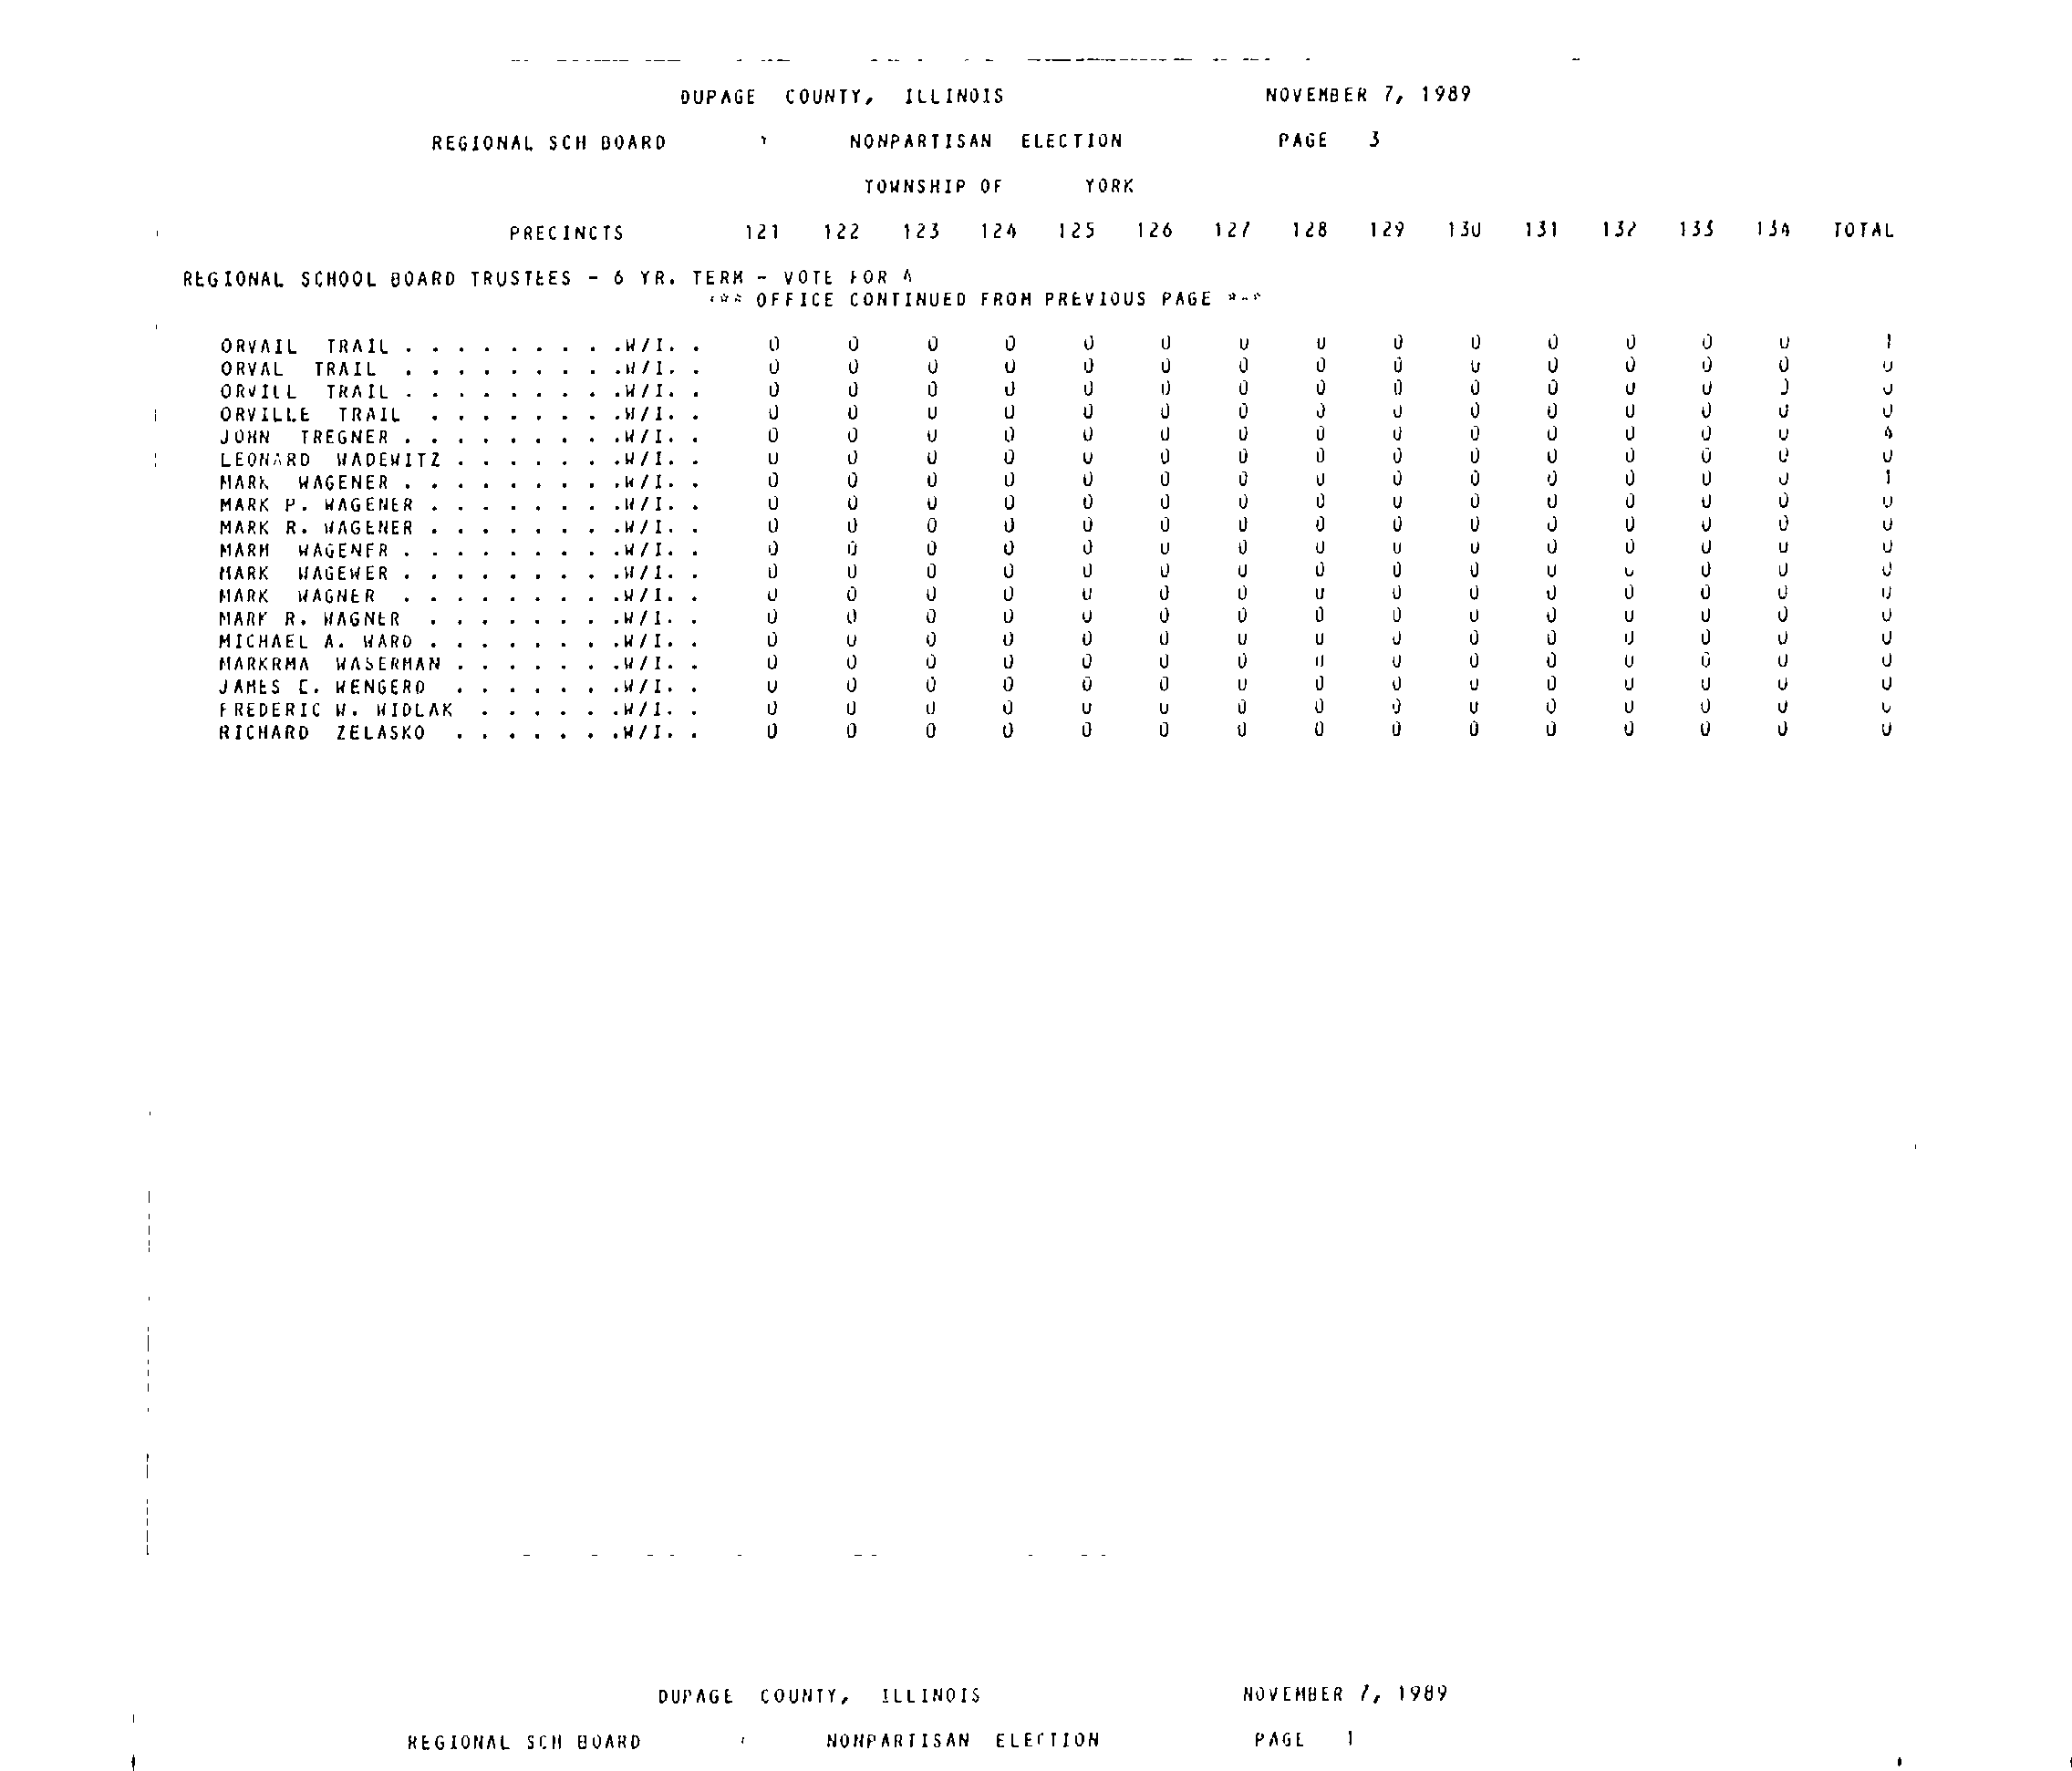 DUPAGE COUNTY, ILLINOIS NOVEMBER 7, 1989
REGIONAL SCH BOARD NONPARTISAN ELECTION PAGE 3
TOWNSHIP OF YORK
PRECINCTS 121 122 123 124 125 126 127 128 129 130 131 132 133 134 TOTAL
REGIONAL SCHOOL BOARD TRUSTEES - 6 YR. TERM - VOTE FOR 4
*** OFFICE CONTINUED FROM PREVIOUS PAGE ***
ORVAIL TRAIL . . . . . . . . .W/I. . 0 0 0 0 0 0 0 0 0 0 0 0 0 0 1
ORVAL TRAIL . . . . . . . . .W/I. . 0 0 0 0 0 0 0 0 0 0 0 0 0 0 0
ORVILL TRAIL . . . . . . . . .W/I. . 0 0 0 0 0 0 0 0 0 0 0 0 0 0 0
ORVILLE TRAIL . . . . . . . .W/I. . 0 0 0 0 0 0 0 0 0 0 0 0 0 0 0
JOHN TREGNER . . . . . . . . .W/I. . 0 0 0 0 0 0 0 0 0 0 0 0 0 0 4
LEONARD WADEWITZ . . . . . . .W/I. . 0 0 0 0 0 0 0 0 0 0 0 0 0 0 0
MARK WAGENER . . . . . . . . .W/I. . 0 0 0 0 0 0 0 0 0 0 0 0 0 0 1
MARK P. WAGENER . . . . . . . .W/I. . 0 0 0 0 0 0 0 0 0 0 0 0 0 0 0
MARK R. WAGENER . . . . . . . .W/I. . 0 0 0 0 0 0 0 0 0 0 0 0 0 0 0
MARM WAGENER . . . . . . . . .W/I. . 0 0 0 0 0 0 0 0 0 0 0 0 0 0 0
MARK WAGEWER . . . . . . . . .W/I. . 0 0 0 0 0 0 0 0 0 0 0 0 0 0 0
MARK WAGNER . . . . . . . . .W/I. . 0 0 0 0 0 0 0 0 0 0 0 0 0 0 0
MARK R. WAGNER . . . . . . . .W/I. . 0 0 0 0 0 0 0 0 0 0 0 0 0 0 0
MICHAEL A. WARD . . . . . . . .W/I. . 0 0 0 0 0 0 0 0 0 0 0 0 0 0 0
MARKRMA WASERMAN . . . . . . .W/I. . 0 0 0 0 0 0 0 0 0 0 0 0 0 0 0
JAMES C. WENGERD . . . . . . .W/I. . 0 0 0 0 0 0 0 0 0 0 0 0 0 0 0
FREDERIC W. WIDLAK . . . . . .W/I. . 0 0 0 0 0 0 0 0 0 0 0 0 0 0 0
RICHARD ZELASKO . . . . . . .W/I. . 0 0 0 0 0 0 0 0 0 0 0 0 0 0 0
DUPAGE COUNTY, ILLINOIS NOVEMBER 7, 1989
REGIONAL SCH BOARD NONPARTISAN ELECTION PAGE 1